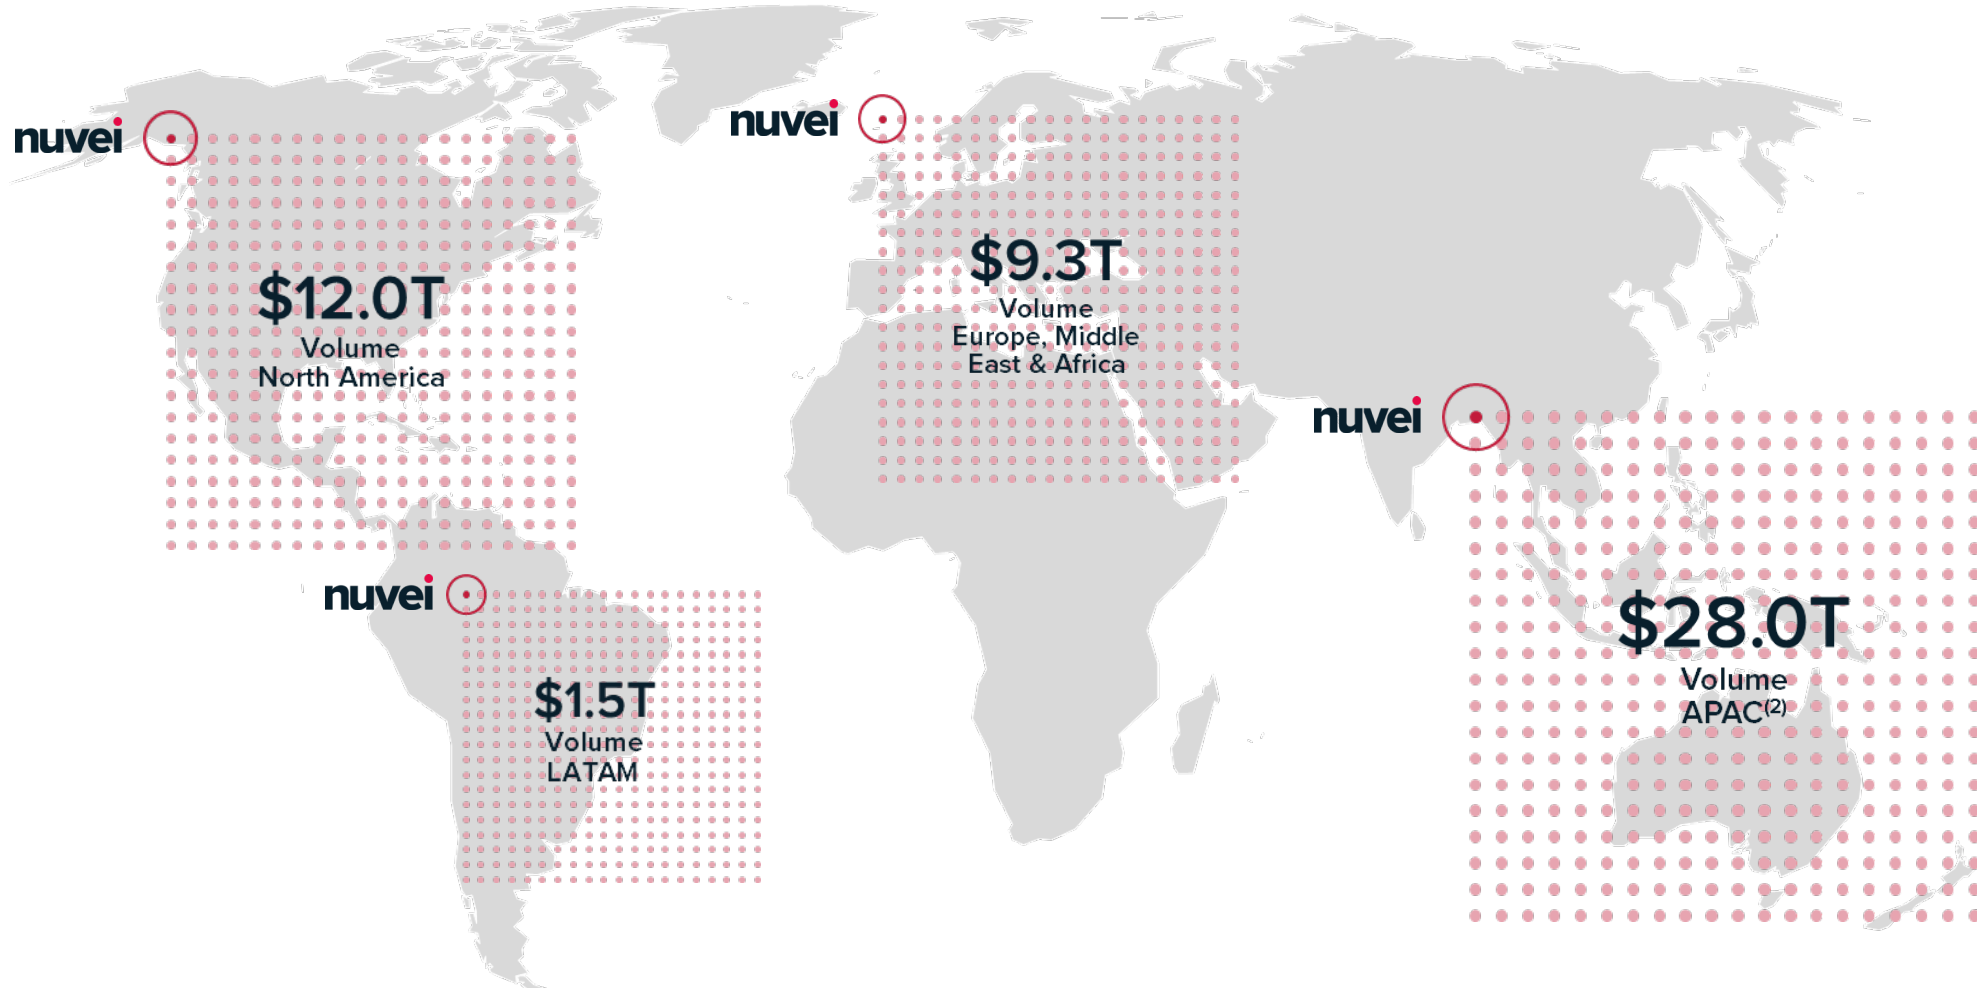 nuvei
$12.0T
Volume
North America
nuvei
$9.3T
Volume
Europe, Middle
East & Africa
nuvei
$1.5T
Volume
LATAM
nuvei
$28.0T
Volume
APAC(2)